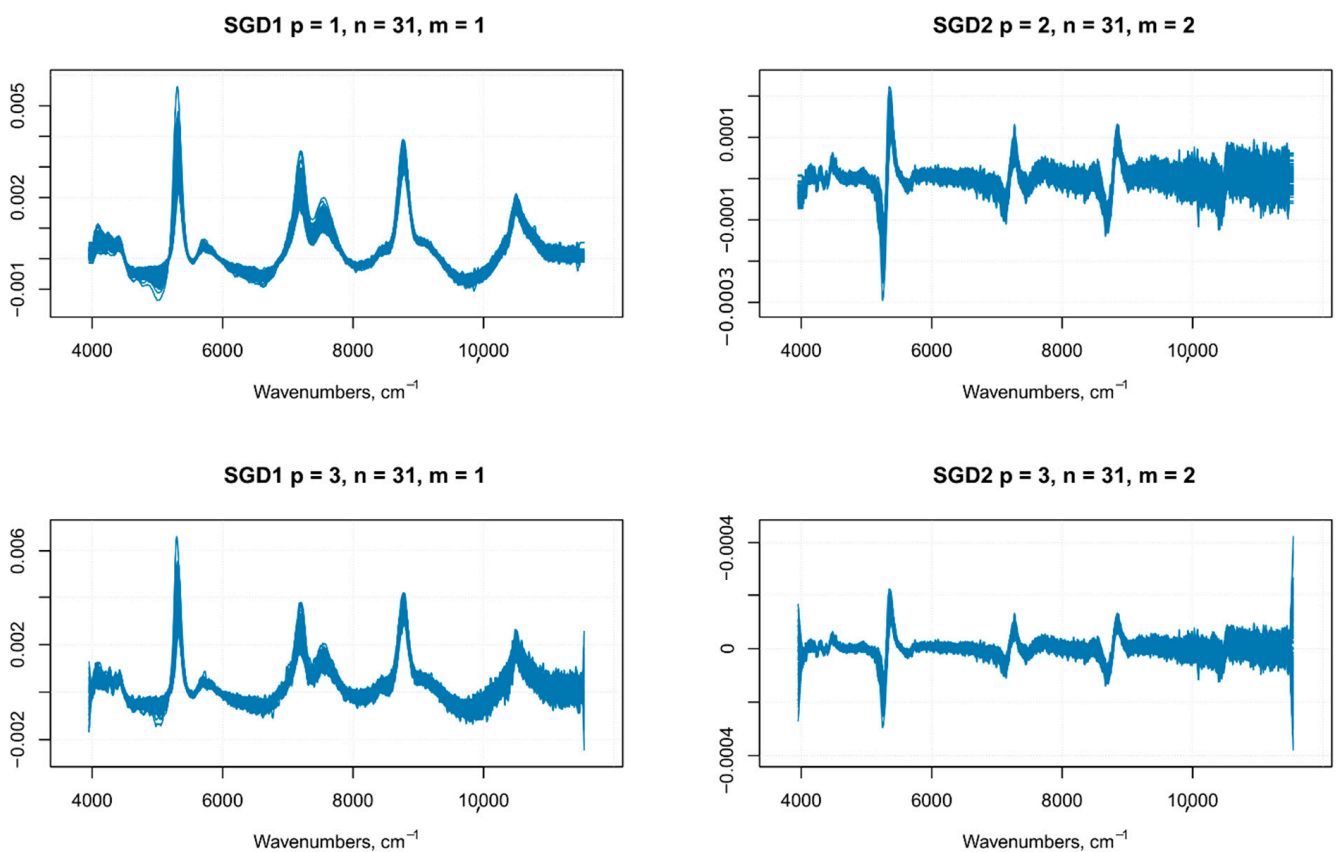 SGD1 p = 1, n = 31, m = 1
0.005
0.002
−0.001
4000 6000 8000 10,000
Wavenumbers, cm⁻¹
SGD2 p = 2, n = 31, m = 2
0.0001
−0.0001
−0.0003
4000 6000 8000 10,000
Wavenumbers, cm⁻¹
SGD1 p = 3, n = 31, m = 1
0.006
0.002
−0.002
4000 6000 8000 10,000
Wavenumbers, cm⁻¹
SGD2 p = 3, n = 31, m = 2
−0.0004
0
−0.0004
4000 6000 8000 10,000
Wavenumbers, cm⁻¹